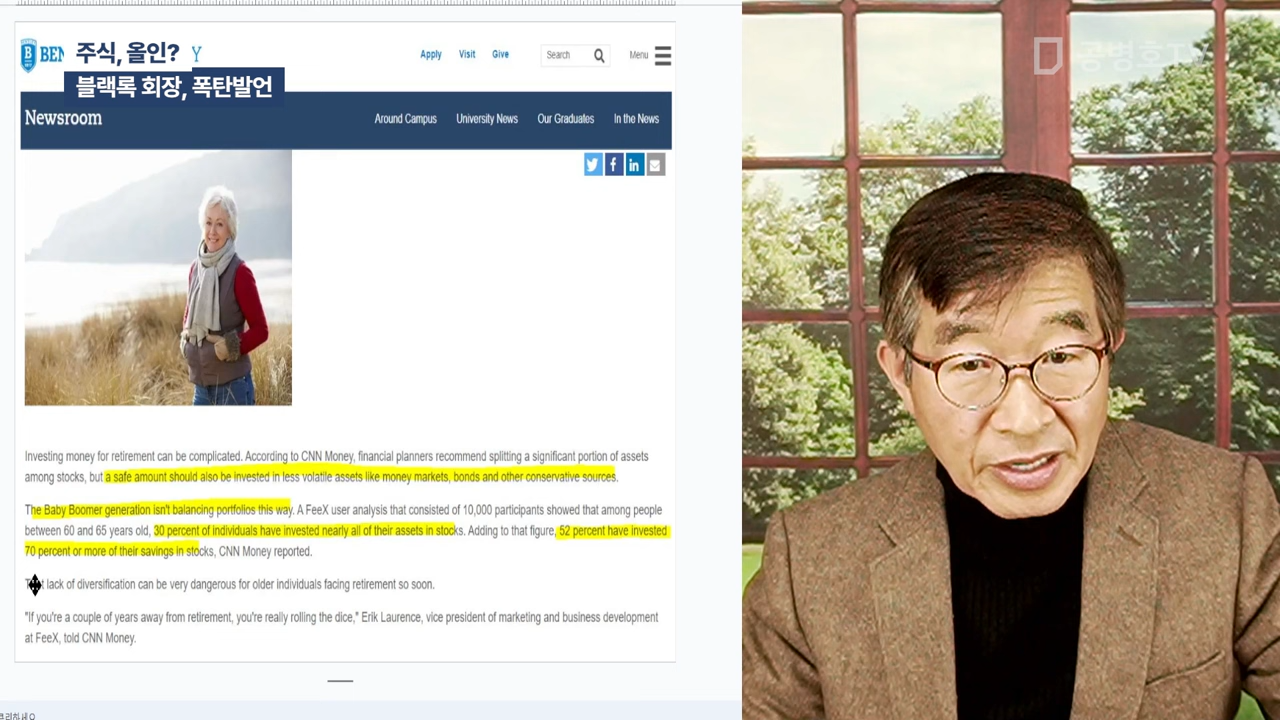 BEN
주식, 올인?
Y
블랙록 회장, 폭탄발언
Apply
Visit
Give
Search
Menu
Newsroom
Around Campus
University News
Our Graduates
In the News
Investing money for retirement can be complicated. According to CNN Money, financial planners recommend splitting a significant portion of assets
among stocks, but a safe amount should also be invested in less volatile assets like money markets, bonds and other conservative sources.
The Baby Boomer generation isn't balancing portfolios this way. A FeeX user analysis that consisted of 10,000 participants showed that among people
between 60 and 65 years old, 30 percent of individuals have invested nearly all of their assets in stocks. Adding to that figure, 52 percent have invested
70 percent or more of their savings in stocks, CNN Money reported.
lack of diversification can be very dangerous for older individuals facing retirement so soon.
"If you're a couple of years away from retirement, you're really rolling the dice," Erik Laurence, vice president of marketing and business development
at FeeX, told CNN Money.